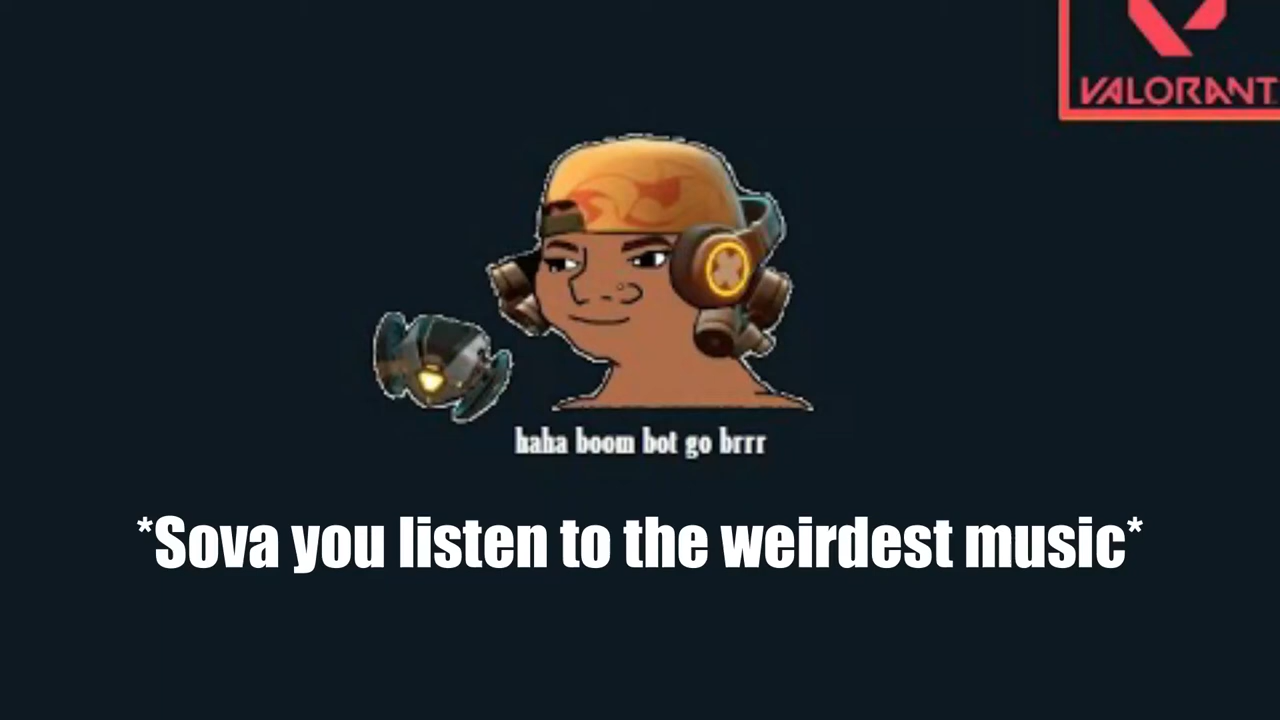 VALORANT
haha boom bot go brrr
*Sova you listen to the weirdest music*